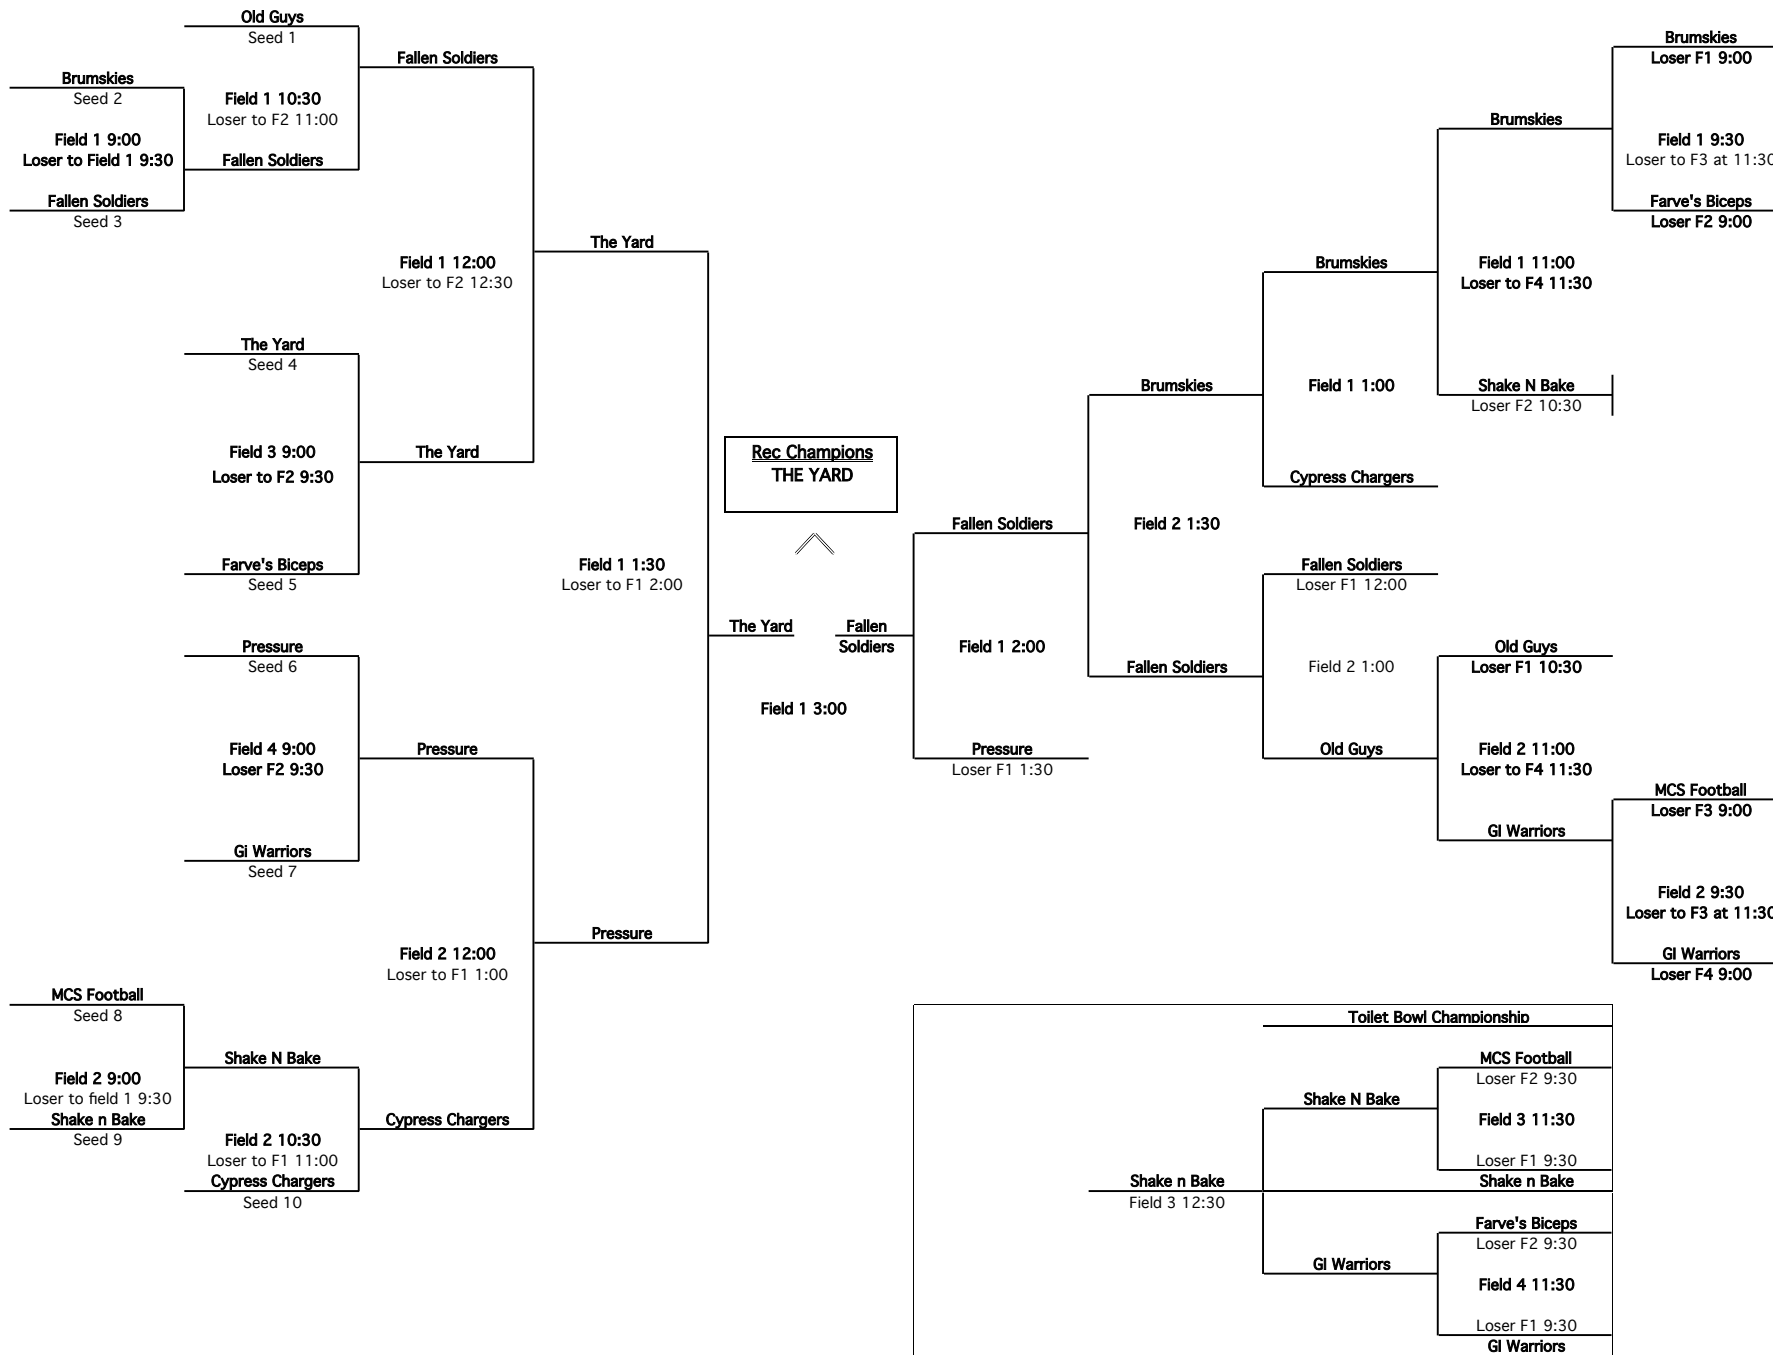 Old Guys
Seed 1
Fallen Soldiers
Brumskies
Seed 2
Field 1 10:30
Loser to F2 11:00
Field 1 9:00
Loser to Field 1 9:30
Fallen Soldiers
Fallen Soldiers
Seed 3
The Yard
Field 1 12:00
Loser to F2 12:30
The Yard
Seed 4
Field 3 9:00
Loser to F2 9:30
The Yard
Farve's Biceps
Seed 5
Field 1 1:30
Loser to F1 2:00
Pressure
Seed 6
Field 4 9:00
Loser F2 9:30
Pressure
Gi Warriors
Seed 7
Field 2 12:00
Loser to F1 1:00
Pressure
MCS Football
Seed 8
Shake N Bake
Field 2 9:00
Loser to field 1 9:30
Shake n Bake
Seed 9
Cypress Chargers
Field 2 10:30
Loser to F1 11:00
Cypress Chargers
Seed 10
Rec Champions
THE YARD
The Yard
Fallen
Soldiers
Field 1 3:00
Brumskies
Loser F1 9:00
Brumskies
Field 1 9:30
Loser to F3 at 11:30
Farve's Biceps
Loser F2 9:00
Brumskies
Field 1 11:00
Loser to F4 11:30
Brumskies
Field 1 1:00
Shake N Bake
Loser F2 10:30
Cypress Chargers
Fallen Soldiers
Field 2 1:30
Fallen Soldiers
Loser F1 12:00
Field 1 2:00
Fallen Soldiers
Field 2 1:00
Old Guys
Loser F1 10:30
Pressure
Loser F1 1:30
Old Guys
Field 2 11:00
Loser to F4 11:30
MCS Football
Loser F3 9:00
GI Warriors
Field 2 9:30
Loser to F3 at 11:30
GI Warriors
Loser F4 9:00
Toilet Bowl Championship
MCS Football
Loser F2 9:30
Shake N Bake
Field 3 11:30
Loser F1 9:30
Shake n Bake
Shake n Bake
Field 3 12:30
Farve's Biceps
Loser F2 9:30
GI Warriors
Field 4 11:30
Loser F1 9:30
GI Warriors